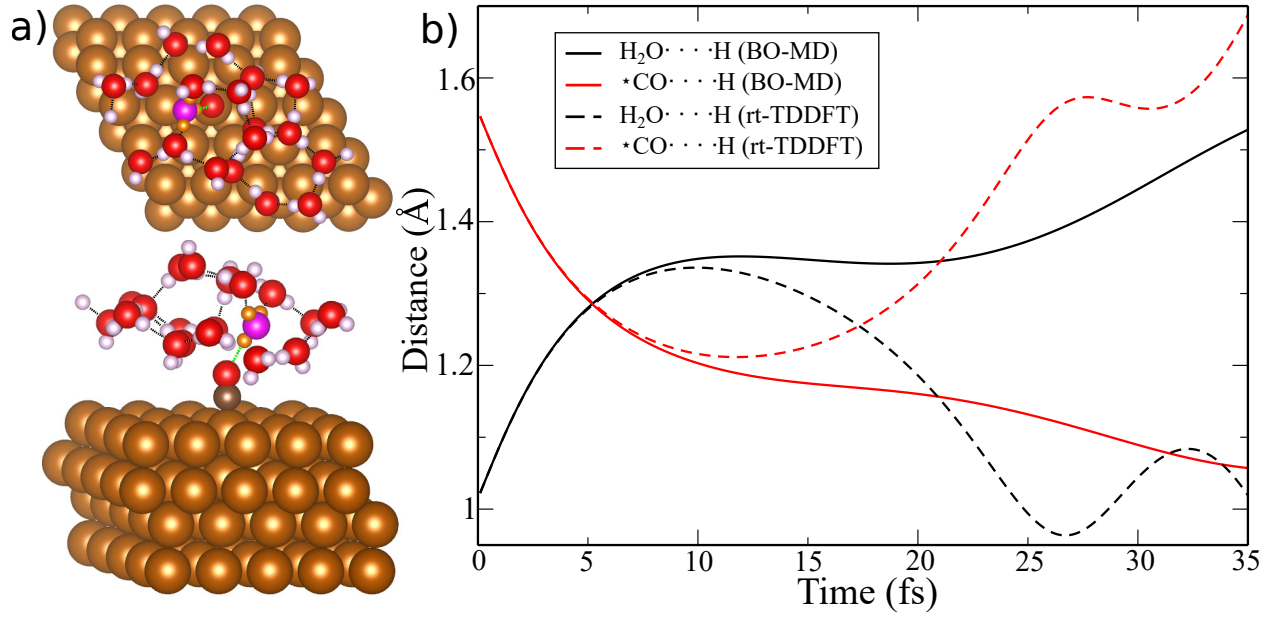 a)
b)
H₂O· · · ·H (BO-MD)
⋆CO· · · ·H (BO-MD)
H₂O· · · ·H (rt-TDDFT)
⋆CO· · · ·H (rt-TDDFT)
Distance (Å)
1.6
1.4
1.2
1
0 5 10 15 20 25 30 35
Time (fs)